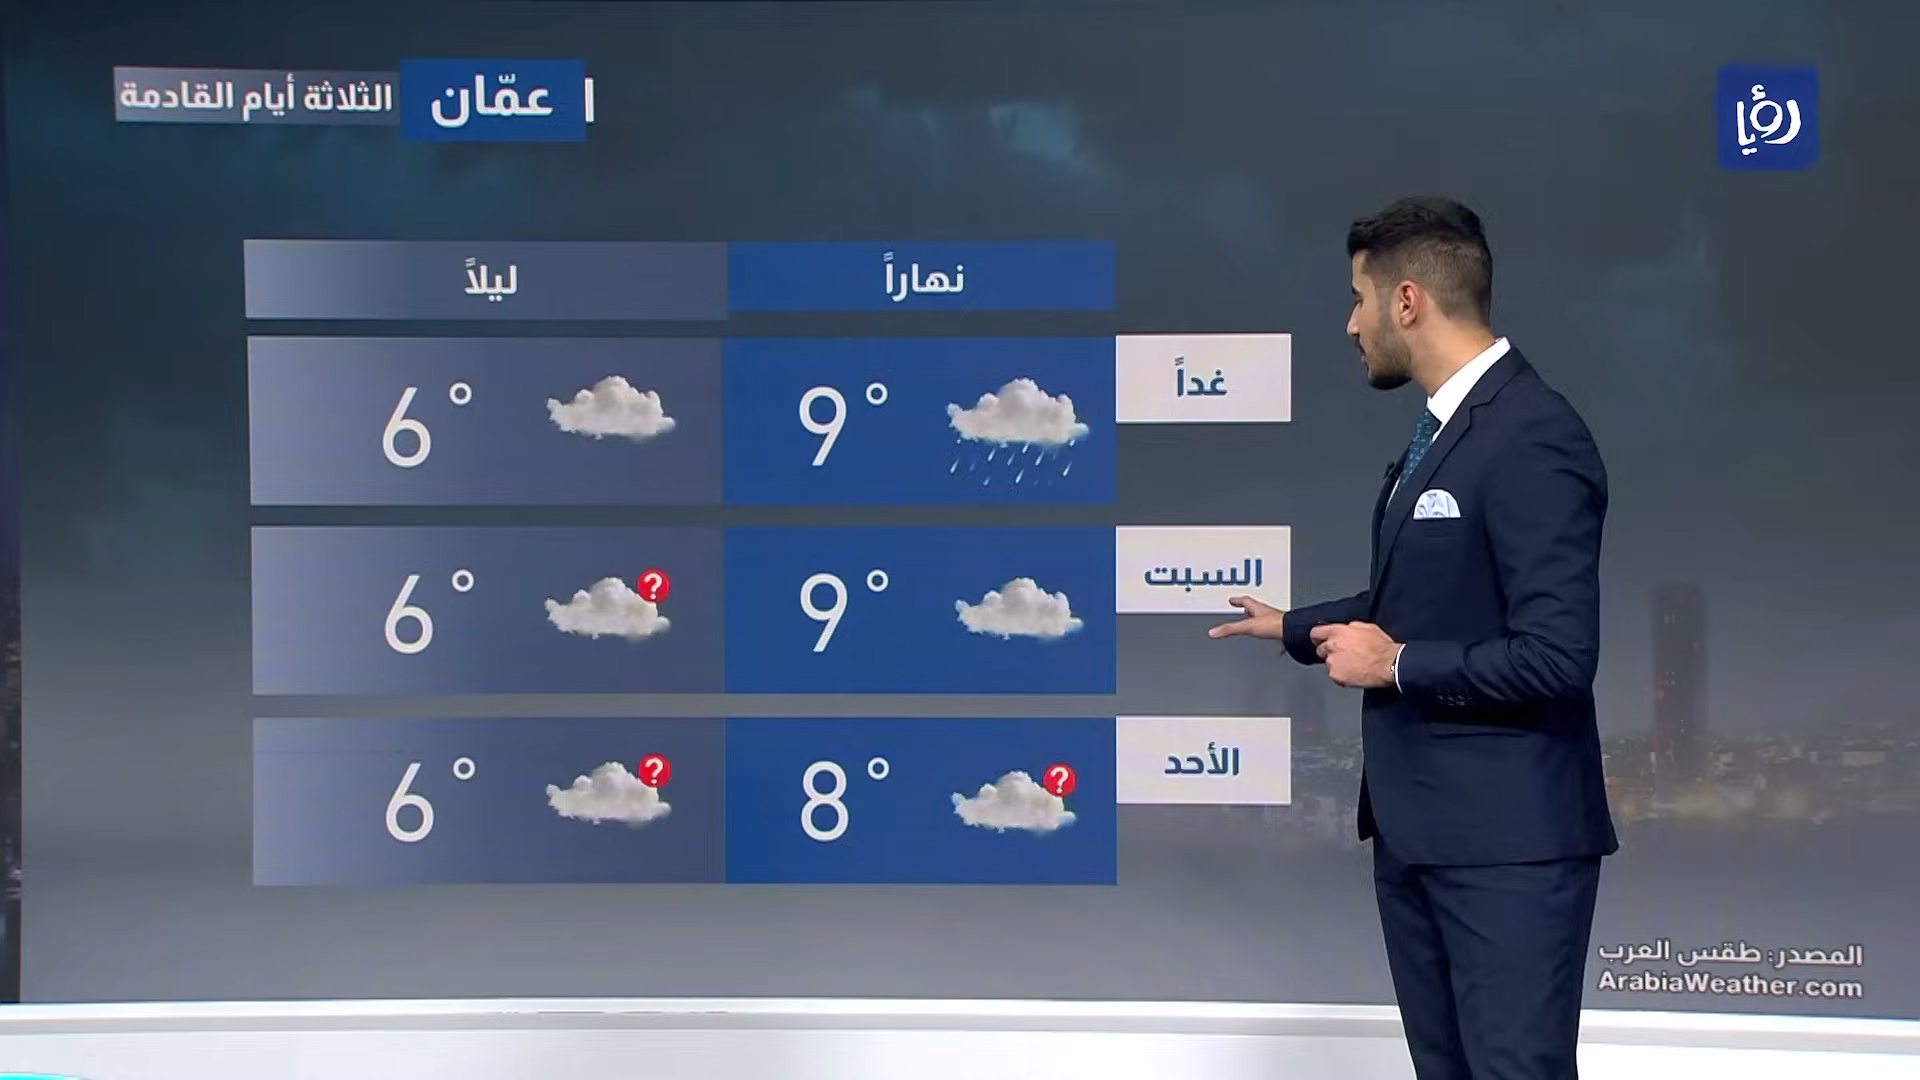 عمّان
الثلاثة أيام القادمة
رؤيا
نهاراً
ليلاً
غداً
9°
6°
السبت
9°
6°
?
الأحد
8°
?
6°
?
المصدر: طقس العرب
ArabiaWeather.com